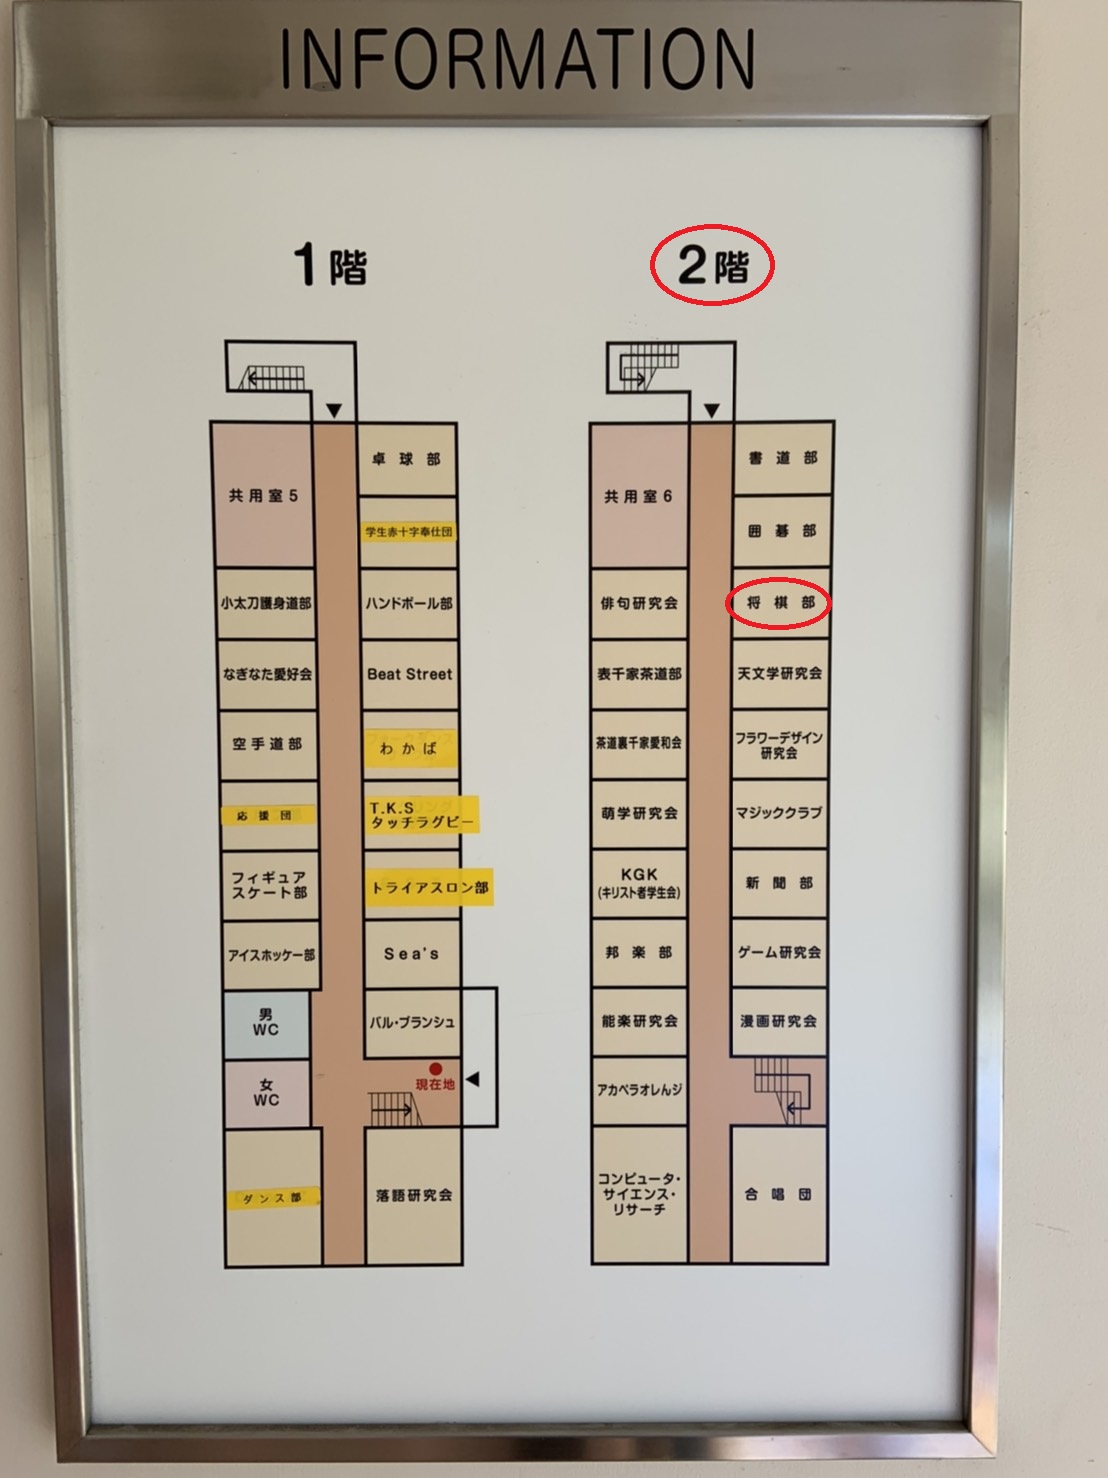 INFORMATION
1階
2階
共用室5
卓球部
学生赤十字奉仕団
小太刀護身道部
ハンドボール部
なぎなた愛好会
Beat Street
空手道部
わかば
応援団
T.K.S
タッチラグビー
フィギュア
スケート部
トライアスロン部
アイスホッケー部
Sea's
男
WC
バル・ブランシュ
女
WC
現在地
ダンス部
落語研究会
共用室6
書道部
囲碁部
俳句研究会
将棋部
表千家茶道部
天文学研究会
茶道裏千家愛和会
フラワーデザイン
研究会
萌学研究会
マジッククラブ
KGK
(キリスト者学生会)
新聞部
邦楽部
ゲーム研究会
能楽研究会
漫画研究会
アカペラオレんジ
コンピュータ・
サイエンス・
リサーチ
合唱団